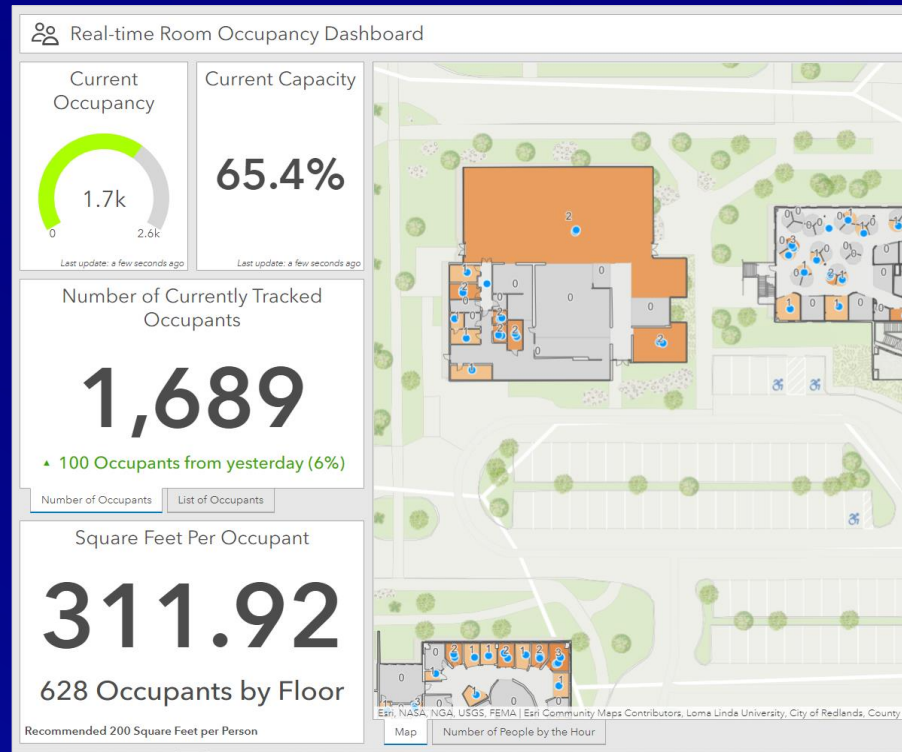 Real-time Room Occupancy Dashboard
Current
Occupancy
1.7k
0
2.6k
Last update: a few seconds ago
Current Capacity
65.4%
Last update: a few seconds ago
Number of Currently Tracked
Occupants
1,689
▲ 100 Occupants from yesterday (6%)
Number of Occupants
List of Occupants
Square Feet Per Occupant
311.92
628 Occupants by Floor
Recommended 200 Square Feet per Person
Esri, NASA, NGA, USGS, FEMA | Esri Community Maps Contributors, Loma Linda University, City of Redlands, County
Map
Number of People by the Hour